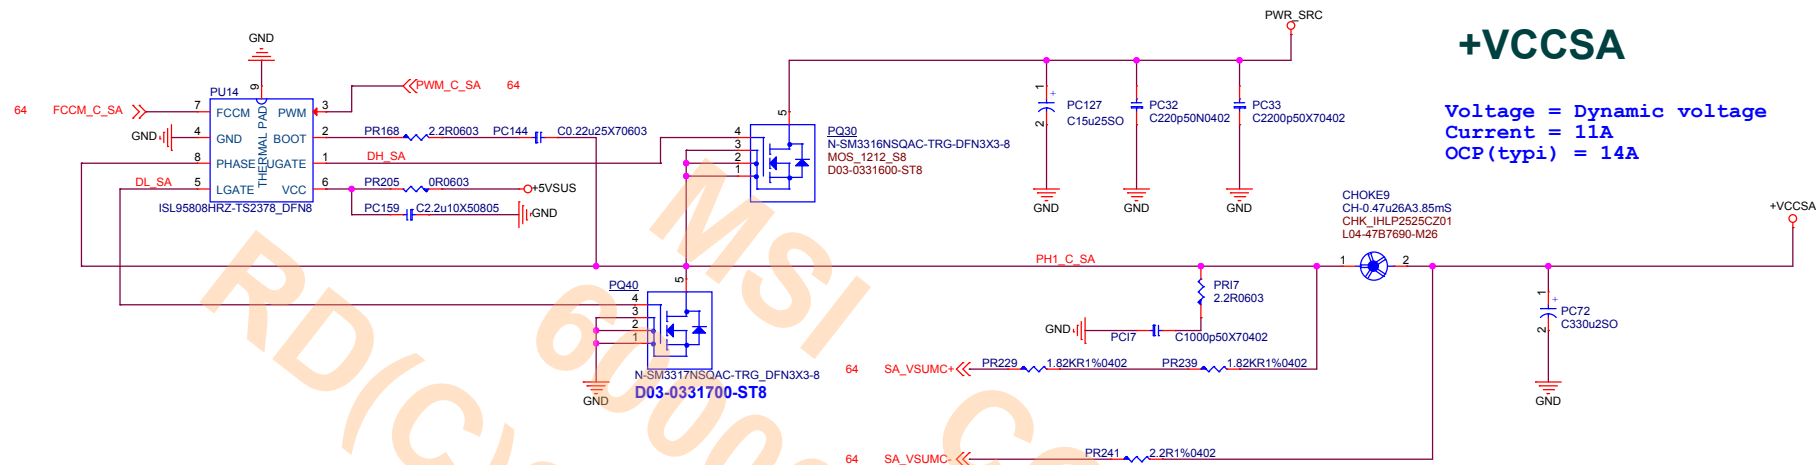 PWR_SRC
+VCCSA
Voltage = Dynamic voltage
Current = 11A
OCP(typi) = 14A
GND
PU14
9
64 FCCM_C_SA
PWM_C_SA 64
7 FCCM PWM 3
GND 4 GND BOOT 2
8 PHASE UGATE 1
5 LGATE VCC 6
THERMAL PAD
DL_SA
ISL95808HRZ-TS2378_DFN8
PR168 2.2R0603 PC144 C0.22u25X70603
DH_SA
PR205 0R0603 +5VSUS
PC159 C2.2u10X50805 GND
5
4
3
2
1
PQ30
N-SM3316NSQAC-TRG-DFN3X3-8
MOS_1212_S8
D03-0331600-ST8
1
+
2
PC127
C15u25SO
GND
PC32
C220p50N0402
GND
PC33
C2200p50X70402
GND
CHOKE9
CH-0.47u26A3.85mS
CHK_IHLP2525CZ01
L04-47B7690-M26
1 2
+VCCSA
PH1_C_SA
PQ40
5
4
3
2
1
N-SM3317NSQAC-TRG_DFN3X3-8
D03-0331700-ST8
GND
PRI7
2.2R0603
GND PCI7 C1000p50X70402
1
+
2
PC72
C330u2SO
GND
64 SA_VSUMC+ PR229 1.82KR1%0402 PR239 1.82KR1%0402
64 SA_VSUMC- PR241 2.2R1%0402
MSI